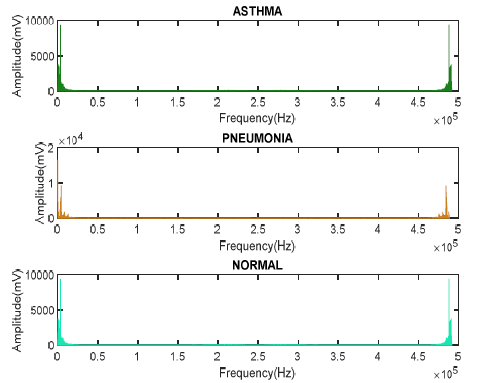 ASTHMA
10000
5000
0
Amplitude(mV)
0 0.5 1 1.5 2 2.5 3 3.5 4 4.5 5
Frequency(Hz)
×10^5
PNEUMONIA
×10^4
2
1
0
Amplitude(mV)
0 0.5 1 1.5 2 2.5 3 3.5 4 4.5 5
Frequency(Hz)
×10^5
NORMAL
10000
5000
0
Amplitude(mV)
0 0.5 1 1.5 2 2.5 3 3.5 4 4.5 5
Frequency(Hz)
×10^5